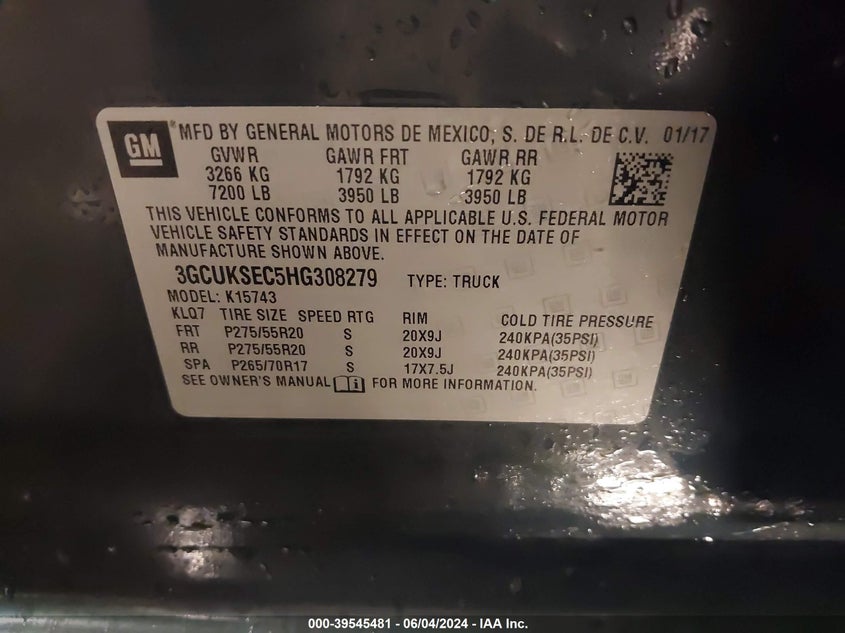 GM *MFD BY GENERAL MOTORS DE MEXICO, S. DE R.L. DE C.V. 01/17
GVWR GAWR FRT GAWR RR
3266 KG 1792 KG 1792 KG
7200 LB 3950 LB 3950 LB
THIS VEHICLE CONFORMS TO ALL APPLICABLE U.S. FEDERAL MOTOR
VEHICLE SAFETY STANDARDS IN EFFECT ON THE DATE OF
MANUFACTURE SHOWN ABOVE.
3GCUKSEC5HG308279 TYPE: TRUCK
MODEL: K15743
KLQ7 TIRE SIZE SPEED RTG RIM COLD TIRE PRESSURE
FRT P275/55R20 S 20X9J 240KPA(35PSI)
RR P275/55R20 S 20X9J 240KPA(35PSI)
SPA P265/70R17 S 17X7.5J 240KPA(35PSI)
SEE OWNER'S MANUAL i FOR MORE INFORMATION.
000-39545481 - 06/04/2024 - IAA Inc.